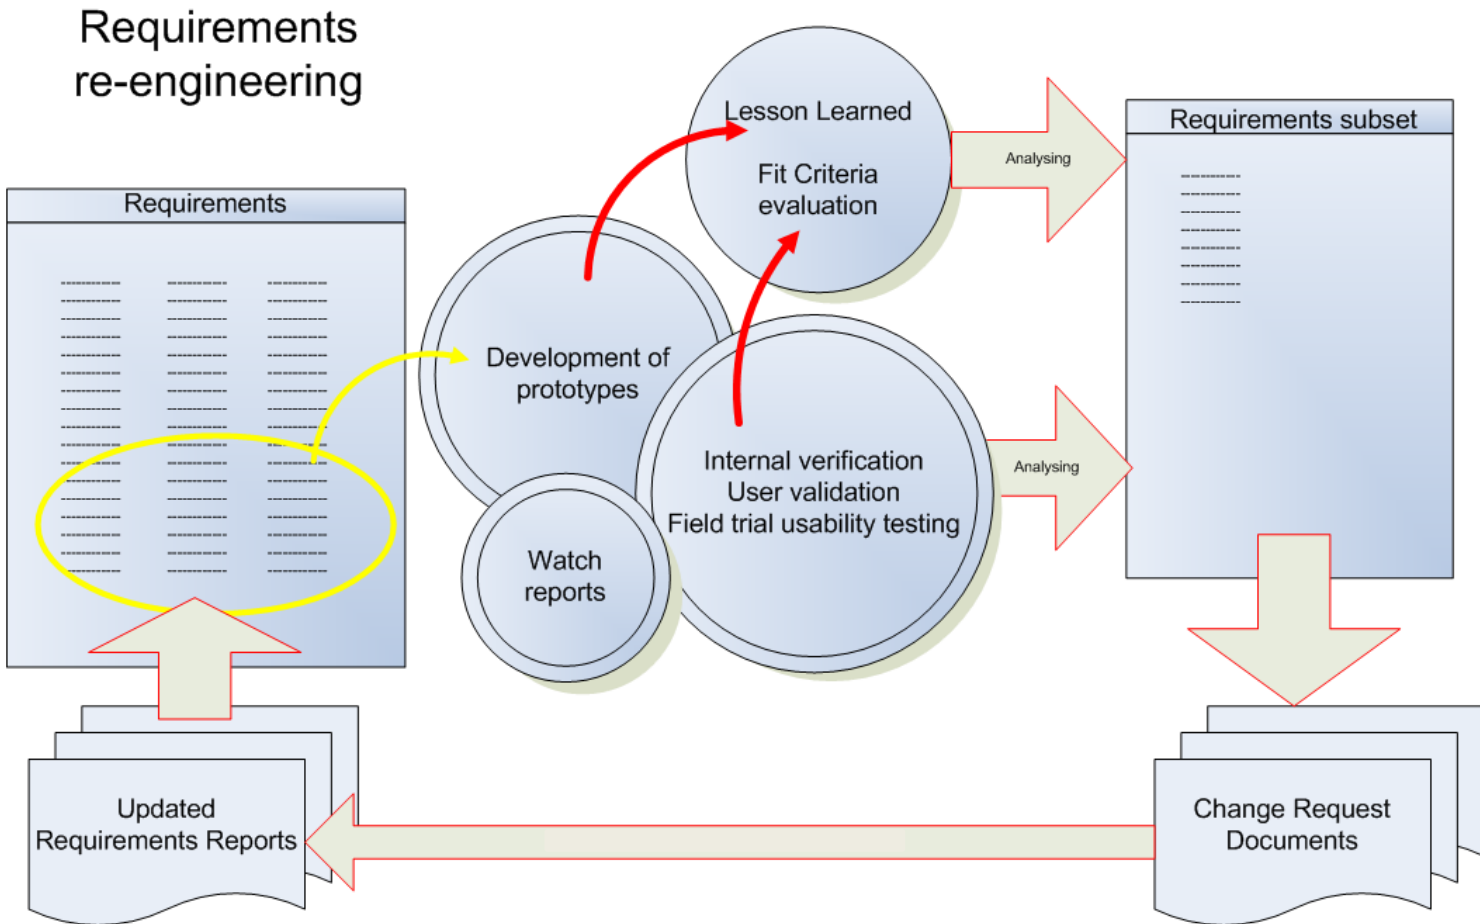 Requirements
re-engineering
Requirements
Lesson Learned
Fit Criteria
evaluation
Analysing
Requirements subset
Development of
prototypes
Internal verification
User validation
Field trial usability testing
Analysing
Watch
reports
Updated
Requirements Reports
Change Request
Documents